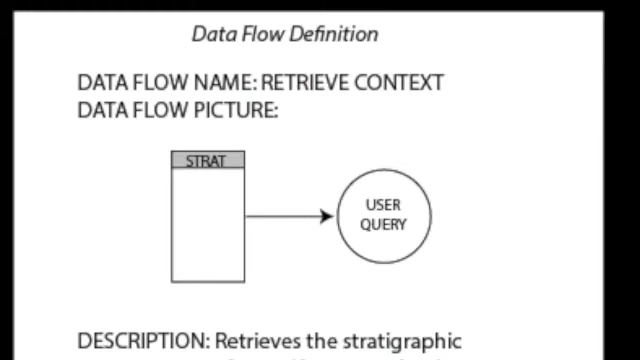 Data Flow Definition
DATA FLOW NAME: RETRIEVE CONTEXT
DATA FLOW PICTURE:
STRAT
USER
QUERY
DESCRIPTION: Retrieves the stratigraphic